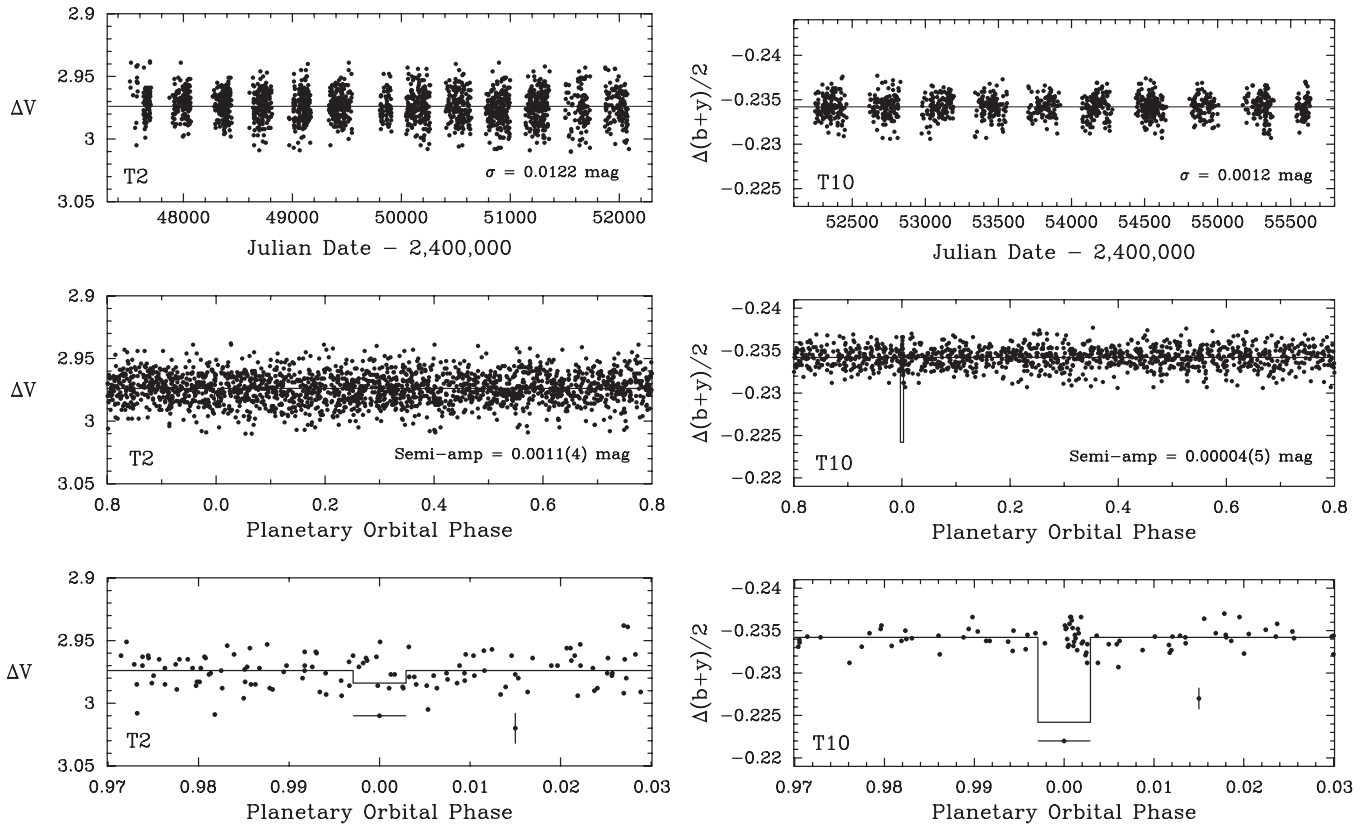 2.9
2.95
3
3.05
ΔV
T2
σ = 0.0122 mag
48000 49000 50000 51000 52000
Julian Date − 2,400,000
−0.24
−0.235
−0.23
−0.225
Δ(b+y)/2
T10
σ = 0.0012 mag
52500 53000 53500 54000 54500 55000 55500
Julian Date − 2,400,000
2.9
2.95
3
3.05
ΔV
T2
Semi-amp = 0.0011(4) mag
0.8 0.0 0.2 0.4 0.6 0.8
Planetary Orbital Phase
−0.24
−0.235
−0.23
−0.225
−0.22
Δ(b+y)/2
T10
Semi-amp = 0.00004(5) mag
0.8 0.0 0.2 0.4 0.6 0.8
Planetary Orbital Phase
2.9
2.95
3
3.05
ΔV
T2
0.97 0.98 0.99 0.00 0.01 0.02 0.03
Planetary Orbital Phase
−0.24
−0.235
−0.23
−0.225
−0.22
Δ(b+y)/2
T10
0.97 0.98 0.99 0.00 0.01 0.02 0.03
Planetary Orbital Phase